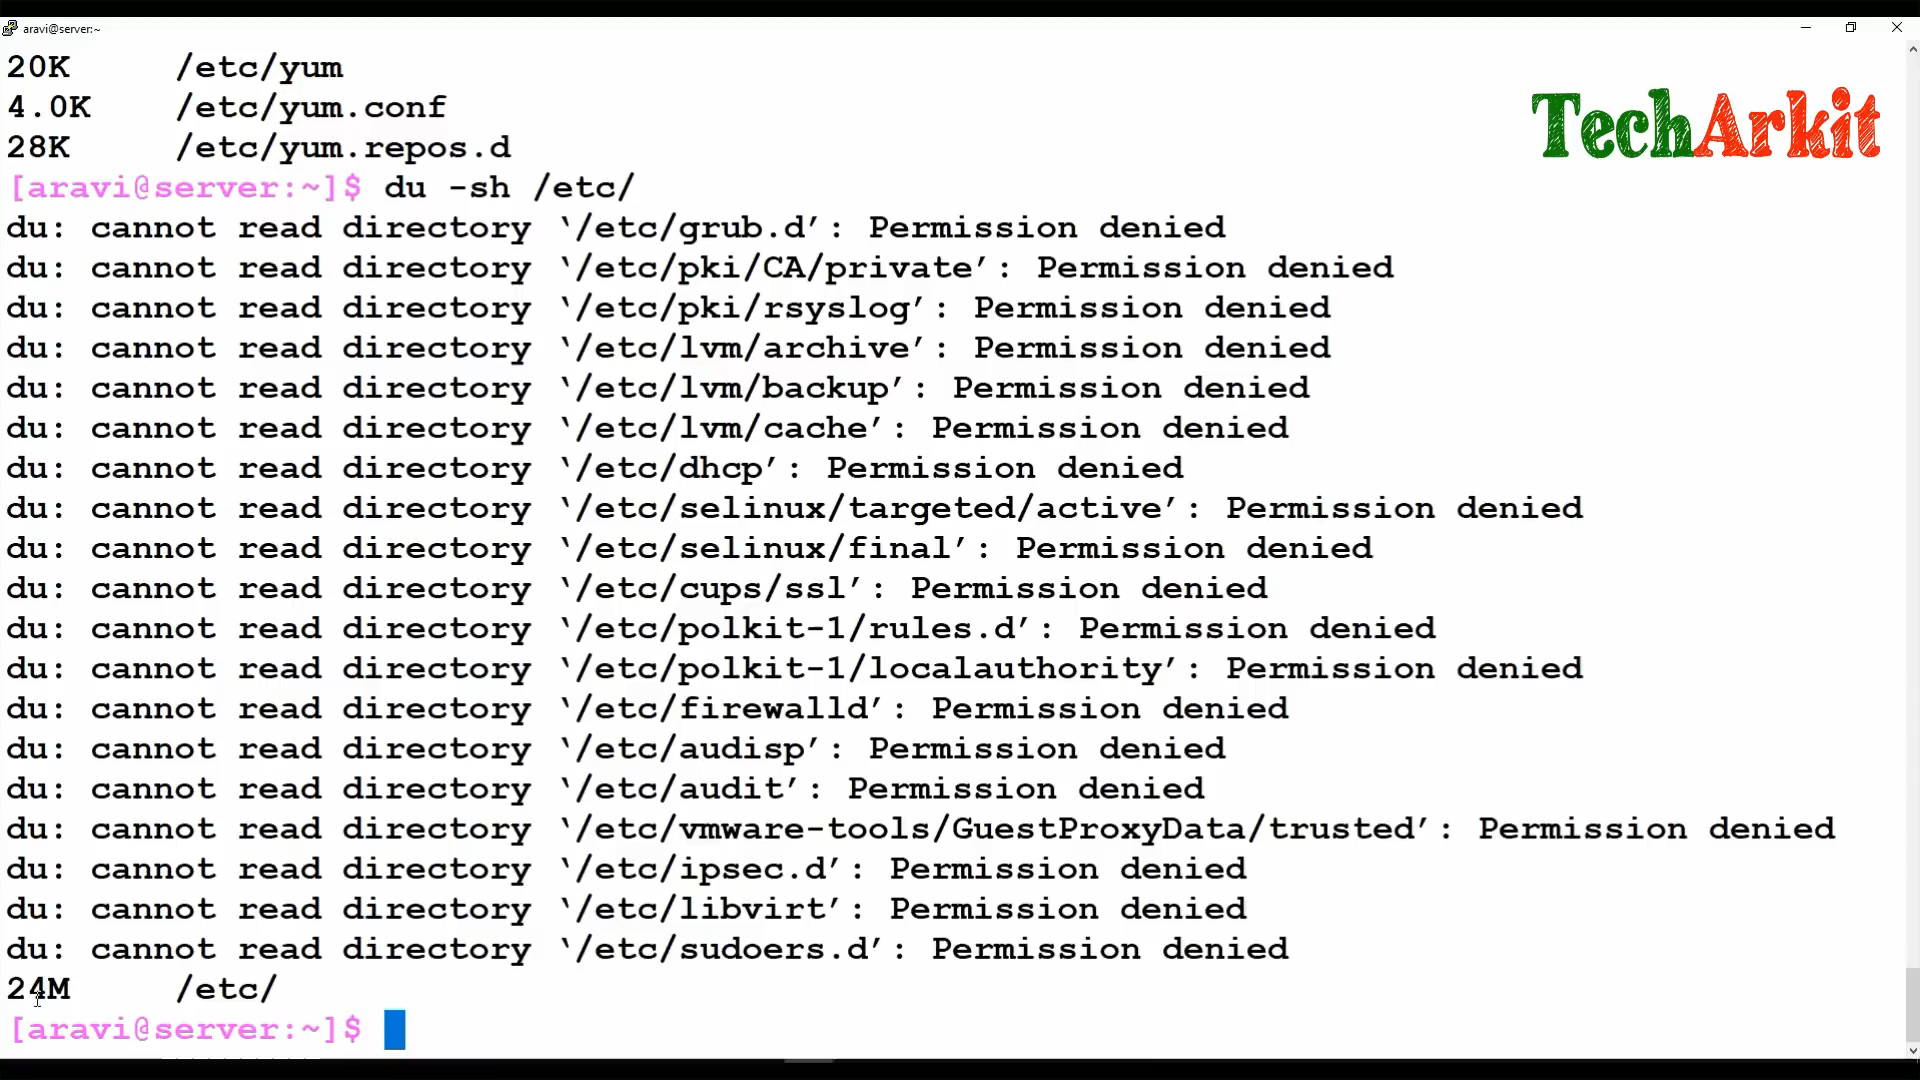 aravi@server:~
20K     /etc/yum
4.0K    /etc/yum.conf
28K     /etc/yum.repos.d
TechArkit
[aravi@server:~]$ du -sh /etc/
du: cannot read directory ‘/etc/grub.d’: Permission denied
du: cannot read directory ‘/etc/pki/CA/private’: Permission denied
du: cannot read directory ‘/etc/pki/rsyslog’: Permission denied
du: cannot read directory ‘/etc/lvm/archive’: Permission denied
du: cannot read directory ‘/etc/lvm/backup’: Permission denied
du: cannot read directory ‘/etc/lvm/cache’: Permission denied
du: cannot read directory ‘/etc/dhcp’: Permission denied
du: cannot read directory ‘/etc/selinux/targeted/active’: Permission denied
du: cannot read directory ‘/etc/selinux/final’: Permission denied
du: cannot read directory ‘/etc/cups/ssl’: Permission denied
du: cannot read directory ‘/etc/polkit-1/rules.d’: Permission denied
du: cannot read directory ‘/etc/polkit-1/localauthority’: Permission denied
du: cannot read directory ‘/etc/firewalld’: Permission denied
du: cannot read directory ‘/etc/audisp’: Permission denied
du: cannot read directory ‘/etc/audit’: Permission denied
du: cannot read directory ‘/etc/vmware-tools/GuestProxyData/trusted’: Permission denied
du: cannot read directory ‘/etc/ipsec.d’: Permission denied
du: cannot read directory ‘/etc/libvirt’: Permission denied
du: cannot read directory ‘/etc/sudoers.d’: Permission denied
24M     /etc/
[aravi@server:~]$